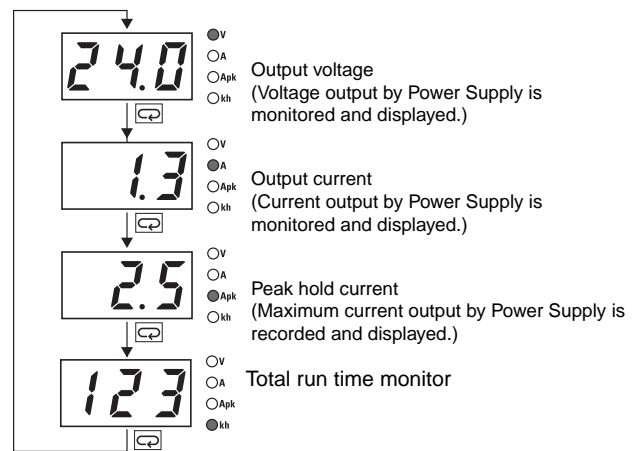 24.0
V
A
Apk
kh
Output voltage
(Voltage output by Power Supply is
monitored and displayed.)
1.3
V
A
Apk
kh
Output current
(Current output by Power Supply is
monitored and displayed.)
2.5
V
A
Apk
kh
Peak hold current
(Maximum current output by Power Supply is
recorded and displayed.)
123
V
A
Apk
kh
Total run time monitor